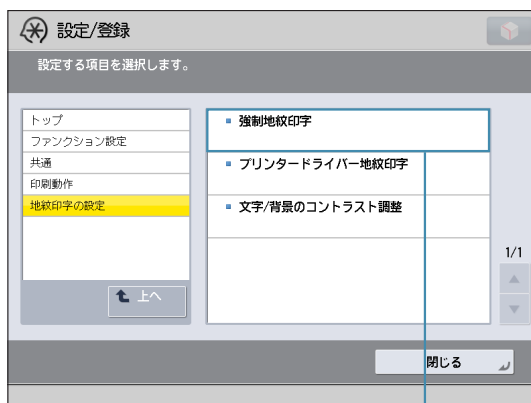 設定/登録
設定する項目を選択します。
トップ
ファンクション設定
共通
印刷動作
地紋印字の設定
上へ
強制地紋印字
プリンタードライバー地紋印字
文字/背景のコントラスト調整
1/1
閉じる